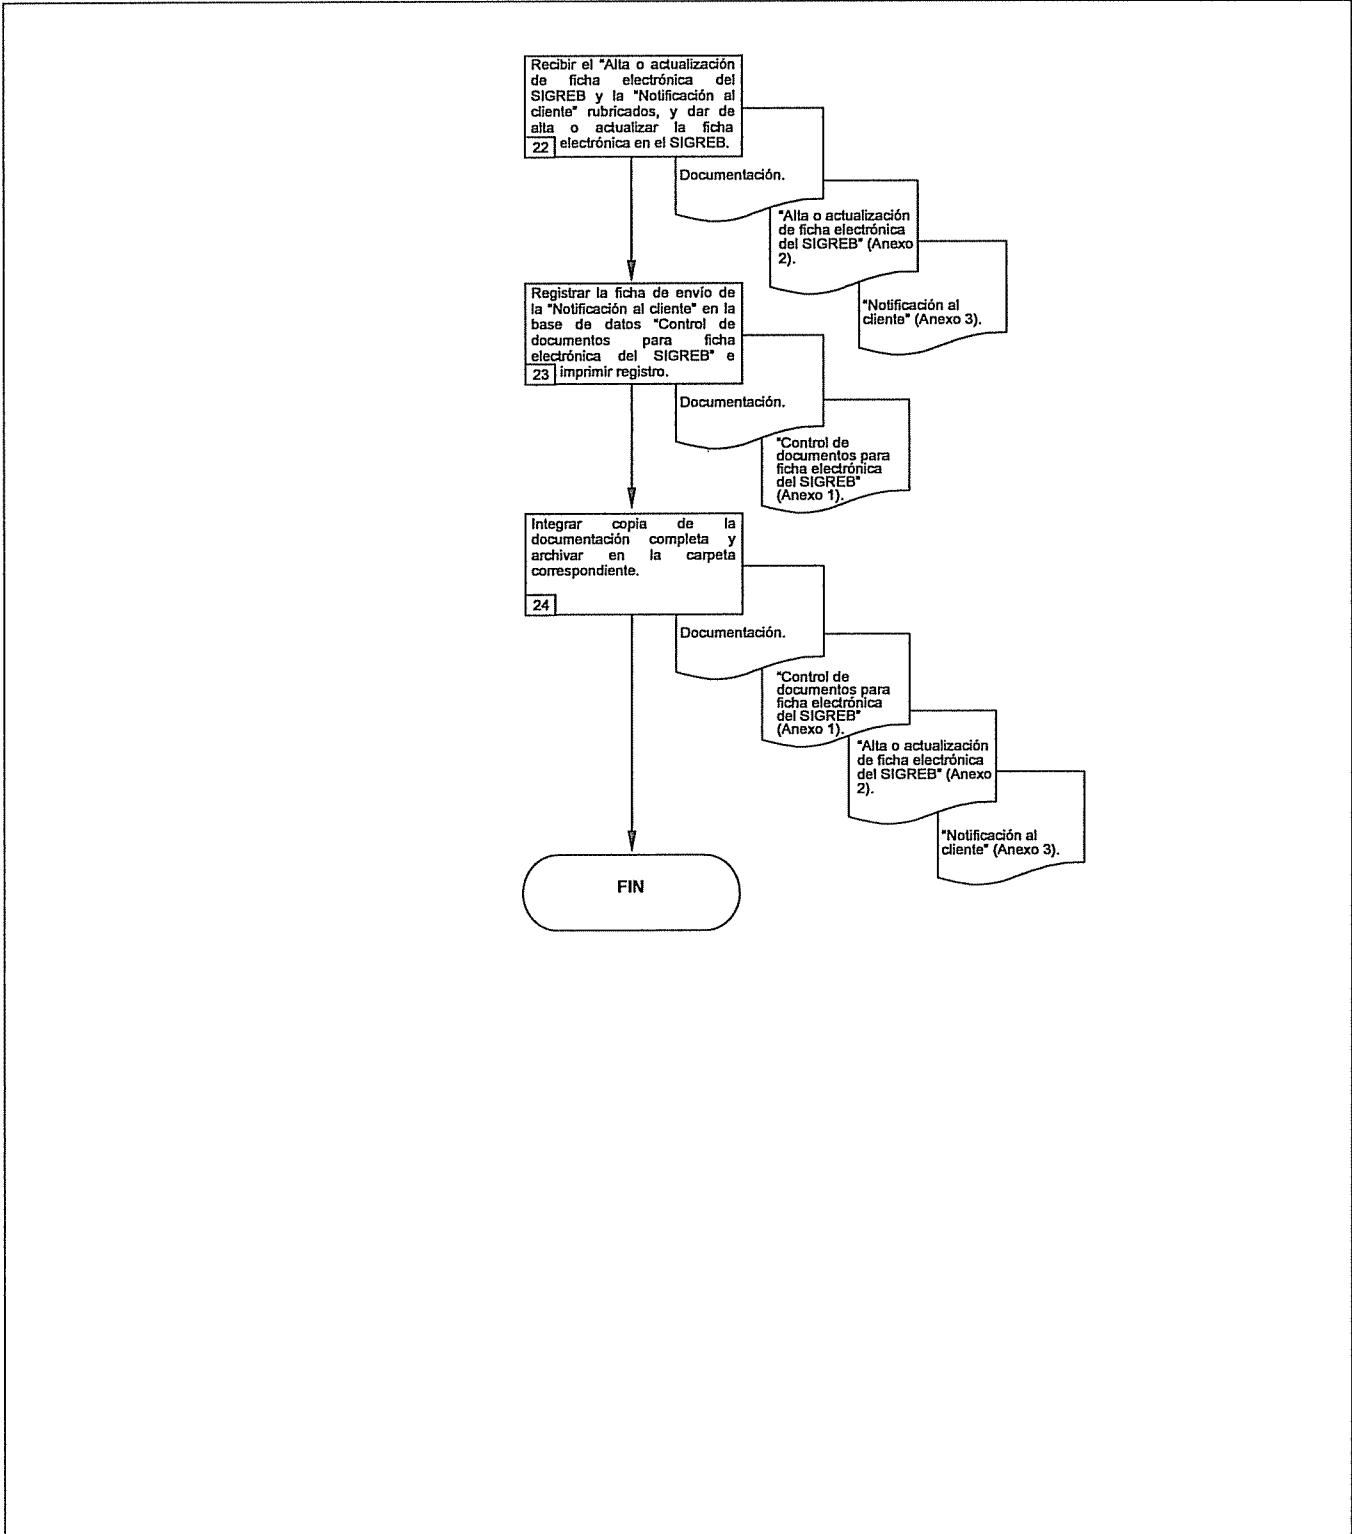 Recibir el "Alta o actualización
de ficha electrónica del
SIGREB y la "Notificación al
cliente" rubricados, y dar de
alta o actualizar la ficha
22 electrónica en el SIGREB.
Documentación.
"Alta o actualización
de ficha electrónica
del SIGREB" (Anexo
2).
"Notificación al
cliente" (Anexo 3).
Registrar la ficha de envío de
la "Notificación al cliente" en la
base de datos "Control de
documentos para ficha
electrónica del SIGREB" e
23 imprimir registro.
Documentación.
"Control de
documentos para
ficha electrónica
del SIGREB"
(Anexo 1).
Integrar copia de la
documentación completa y
archivar en la carpeta
correspondiente.
24
Documentación.
"Control de
documentos para
ficha electrónica
del SIGREB"
(Anexo 1).
"Alta o actualización
de ficha electrónica
del SIGREB" (Anexo
2).
"Notificación al
cliente" (Anexo 3).
FIN